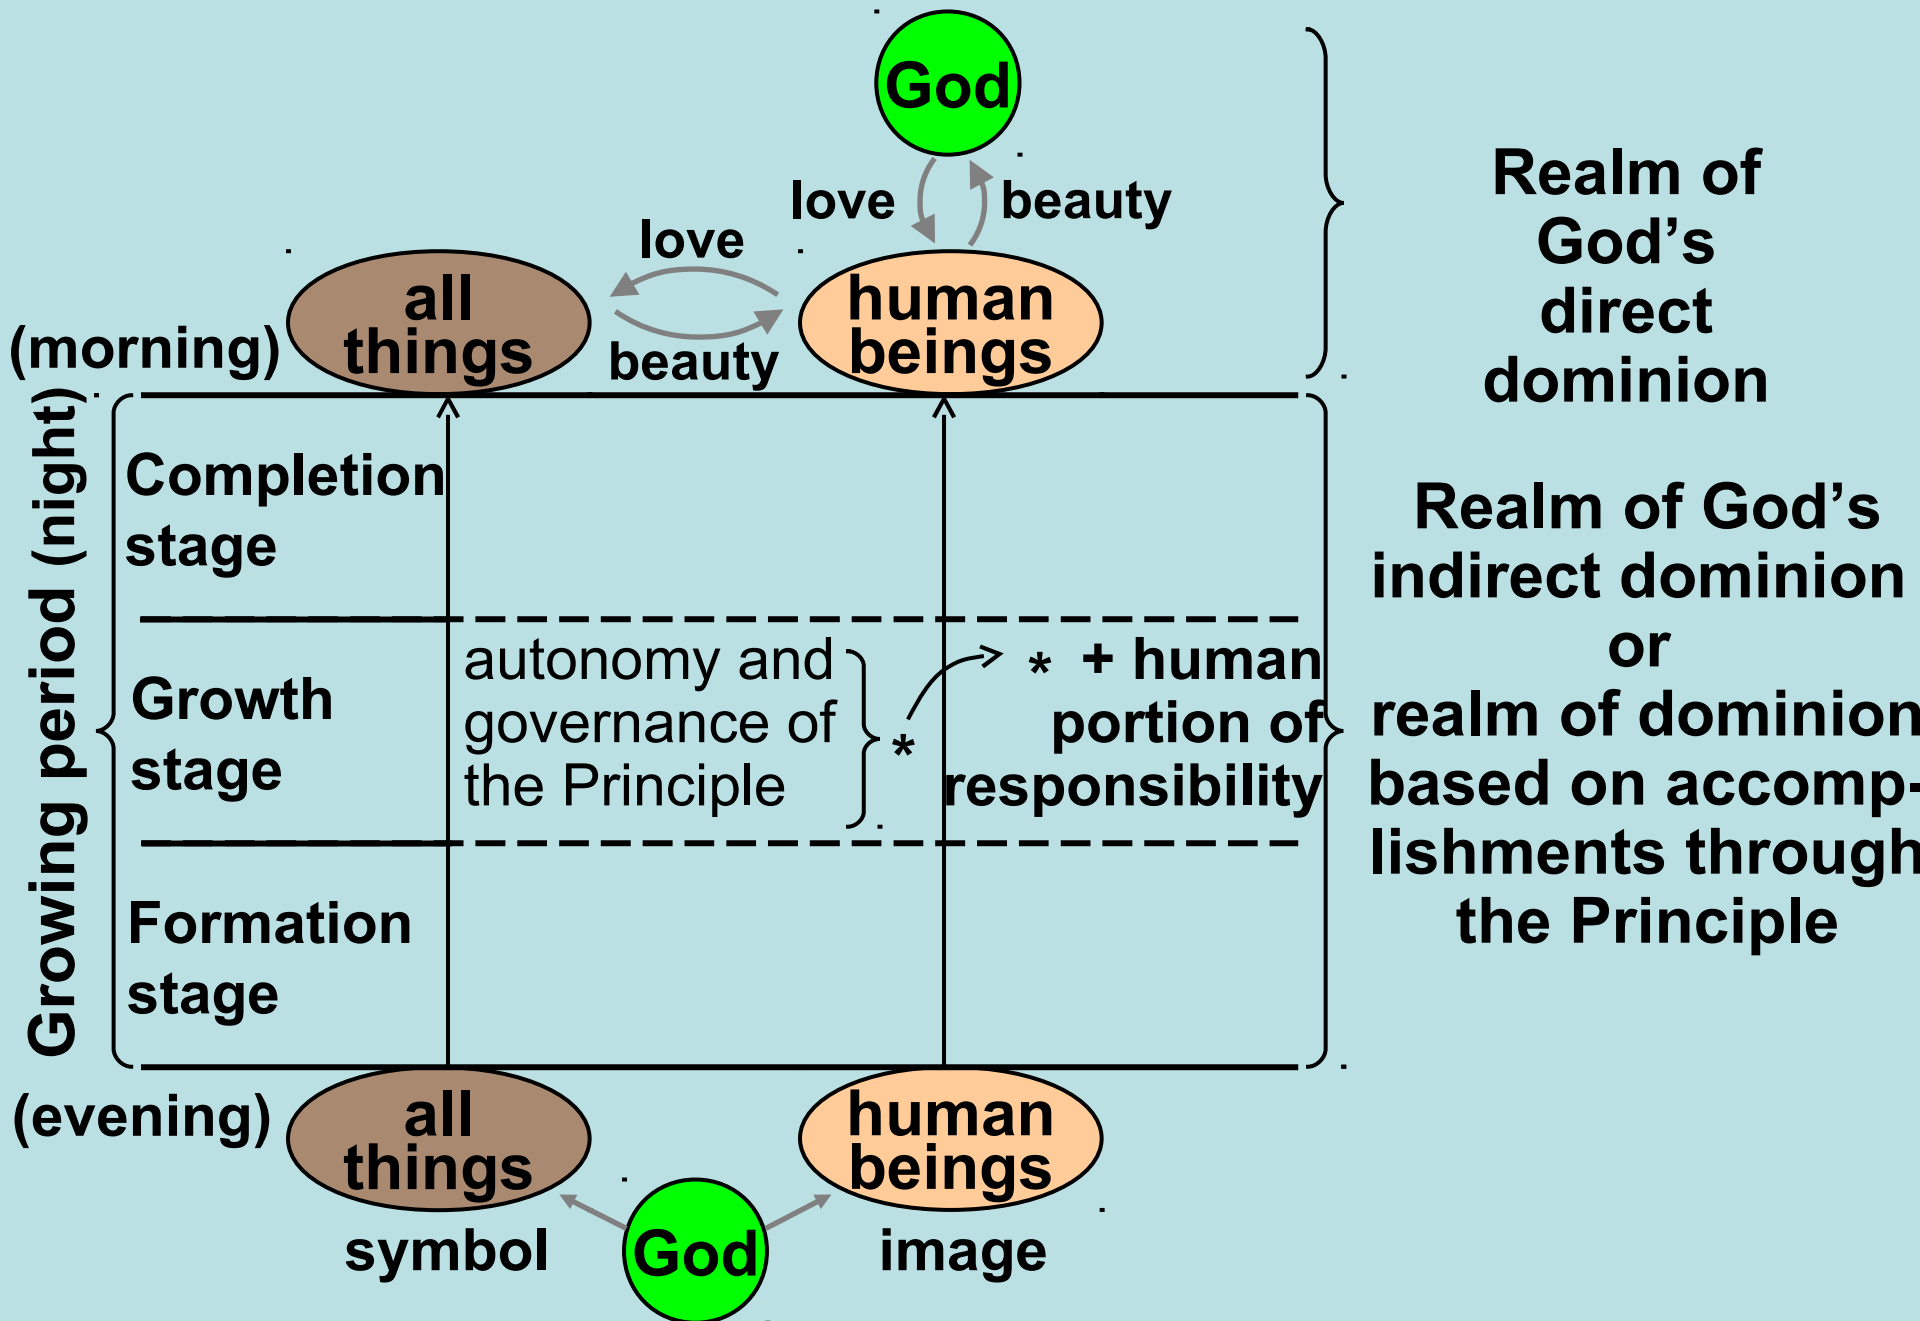 God
love
beauty
love
all
things
beauty
human
beings
(morning)
Realm of
God’s
direct
dominion
Growing period (night)
Completion
stage
Growth
stage
Formation
stage
autonomy and
governance of
the Principle
*
* + human
portion of
responsibility
Realm of God’s
indirect dominion
or
realm of dominion
based on accomp-
lishments through
the Principle
(evening)
all
things
human
beings
symbol
God
image